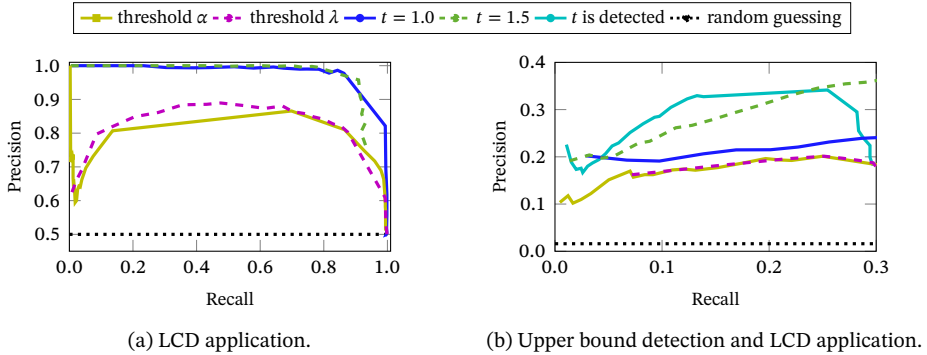 threshold α threshold λ t = 1.0 t = 1.5 t is detected random guessing
Precision
1.0
0.9
0.8
0.7
0.6
0.5
0.0 0.2 0.4 0.6 0.8 1.0
Recall
(a) LCD application.
Precision
0.4
0.3
0.2
0.1
0.0
0.1 0.2 0.3
Recall
(b) Upper bound detection and LCD application.